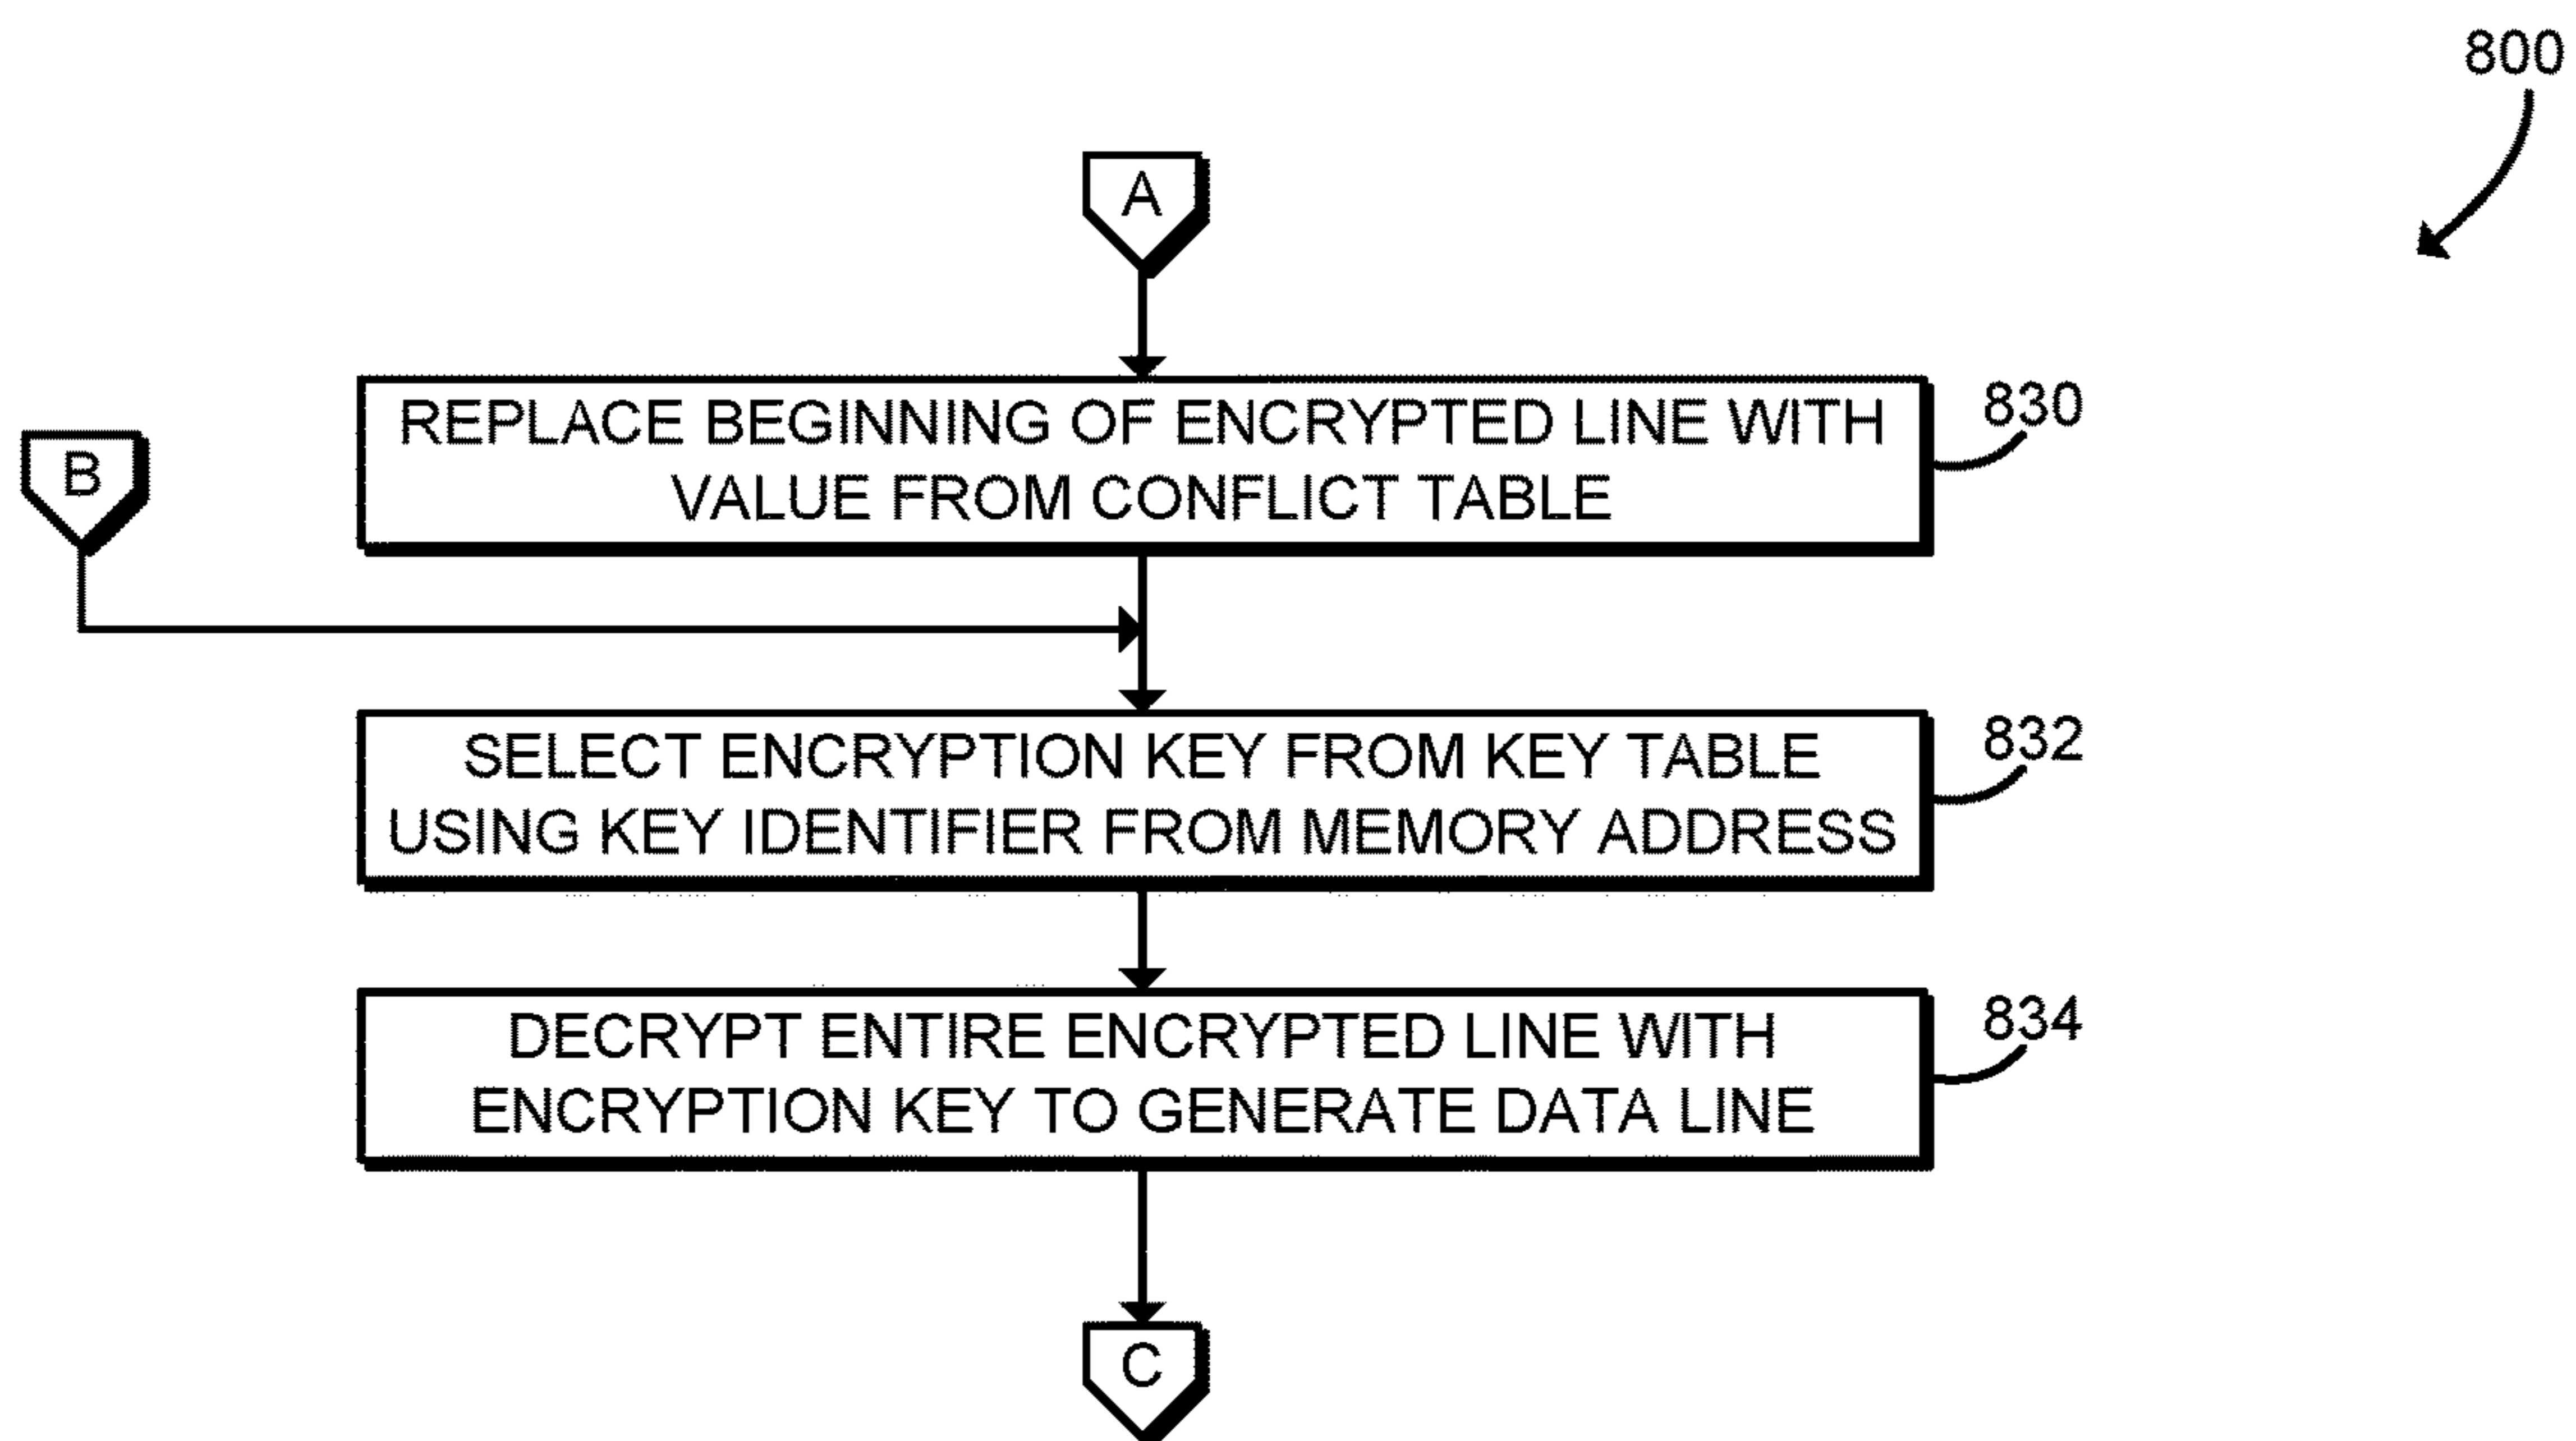 800
A
REPLACE BEGINNING OF ENCRYPTED LINE WITH
VALUE FROM CONFLICT TABLE
830
B
SELECT ENCRYPTION KEY FROM KEY TABLE
USING KEY IDENTIFIER FROM MEMORY ADDRESS
832
DECRYPT ENTIRE ENCRYPTED LINE WITH
ENCRYPTION KEY TO GENERATE DATA LINE
834
C